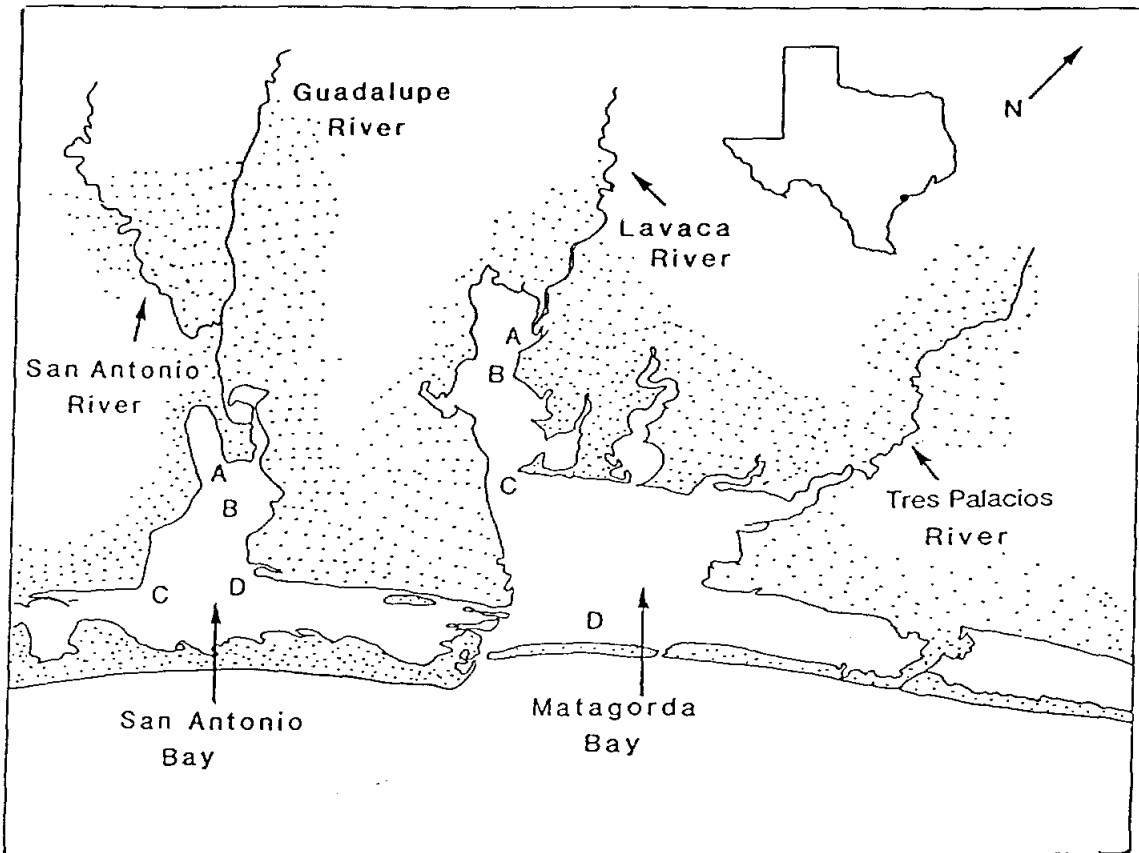 Guadalupe
River
N
Lavaca
River
San Antonio
River
A
B
C
D
A
B
C
D
Tres Palacios
River
San Antonio
Bay
Matagorda
Bay